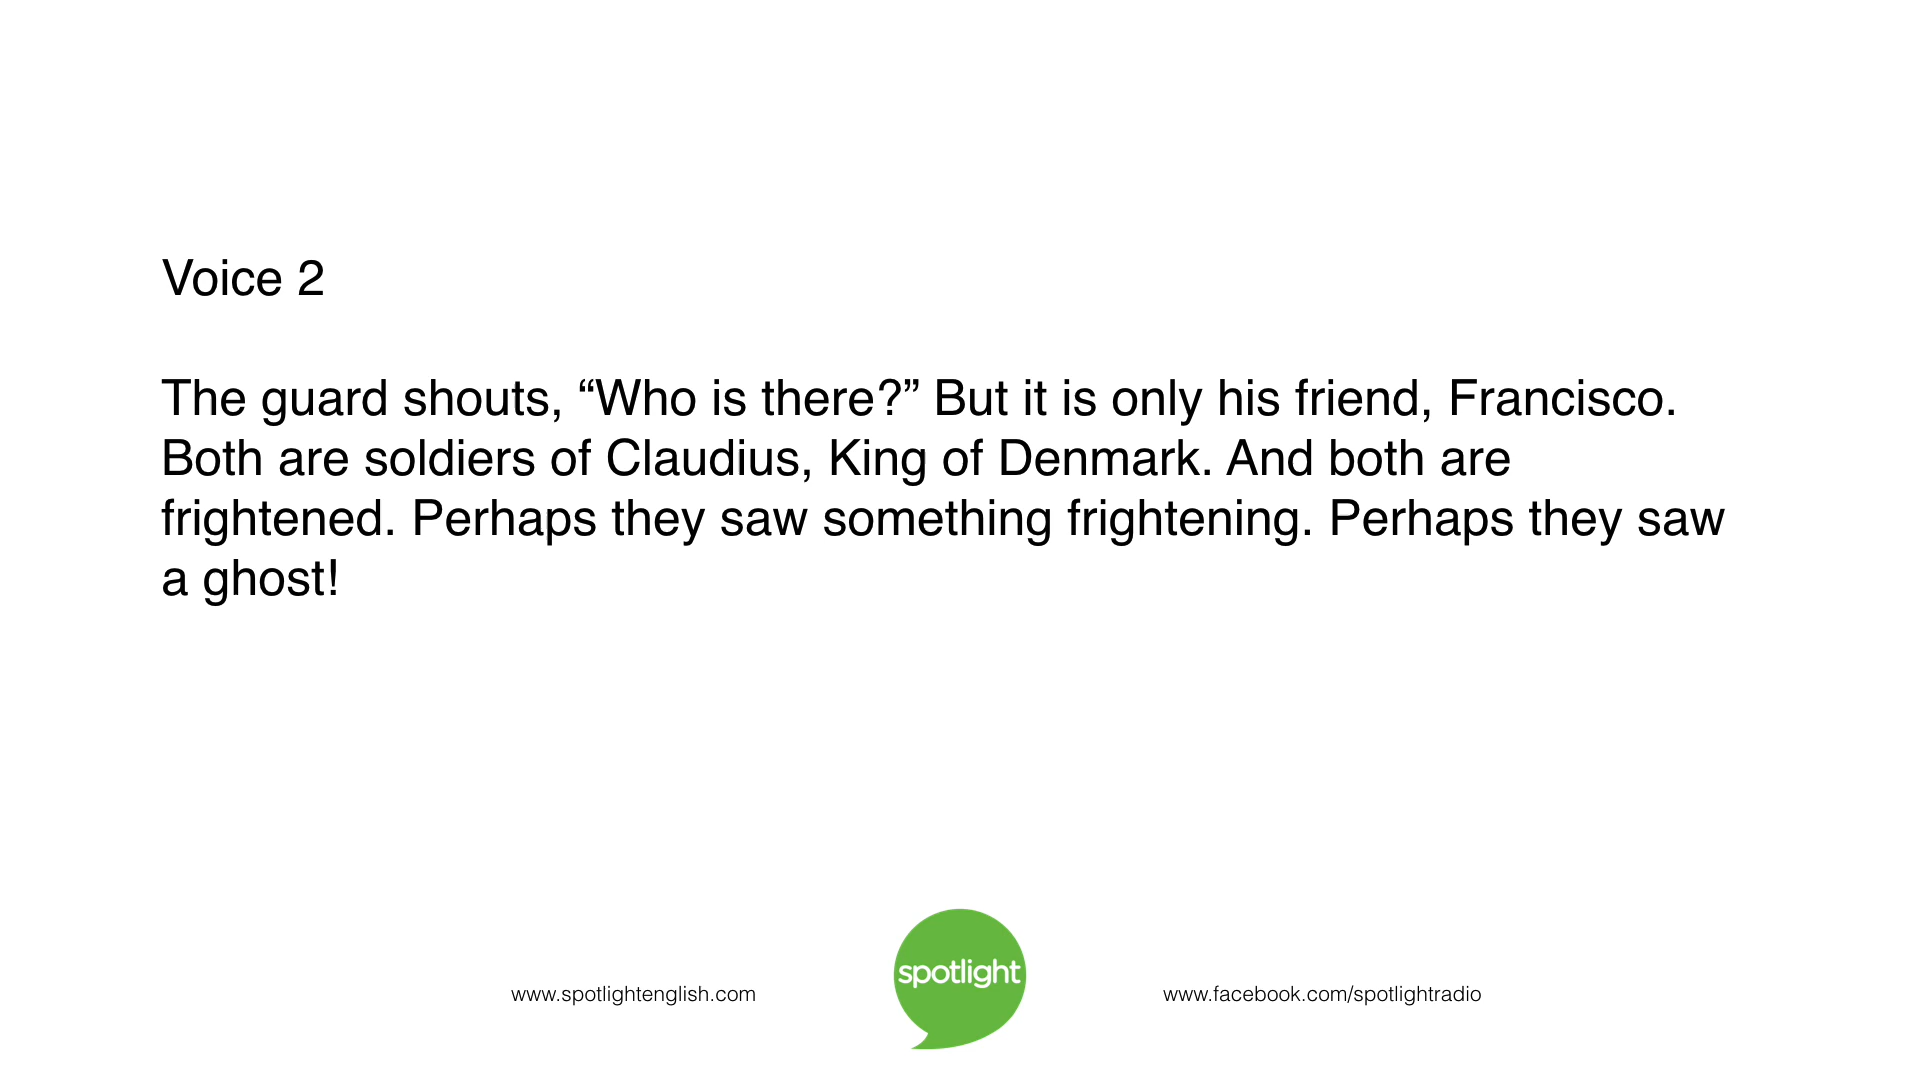 Voice 2
The guard shouts, “Who is there?” But it is only his friend, Francisco.
Both are soldiers of Claudius, King of Denmark. And both are
frightened. Perhaps they saw something frightening. Perhaps they saw
a ghost!
spotlight
www.spotlightenglish.com
www.facebook.com/spotlightradio